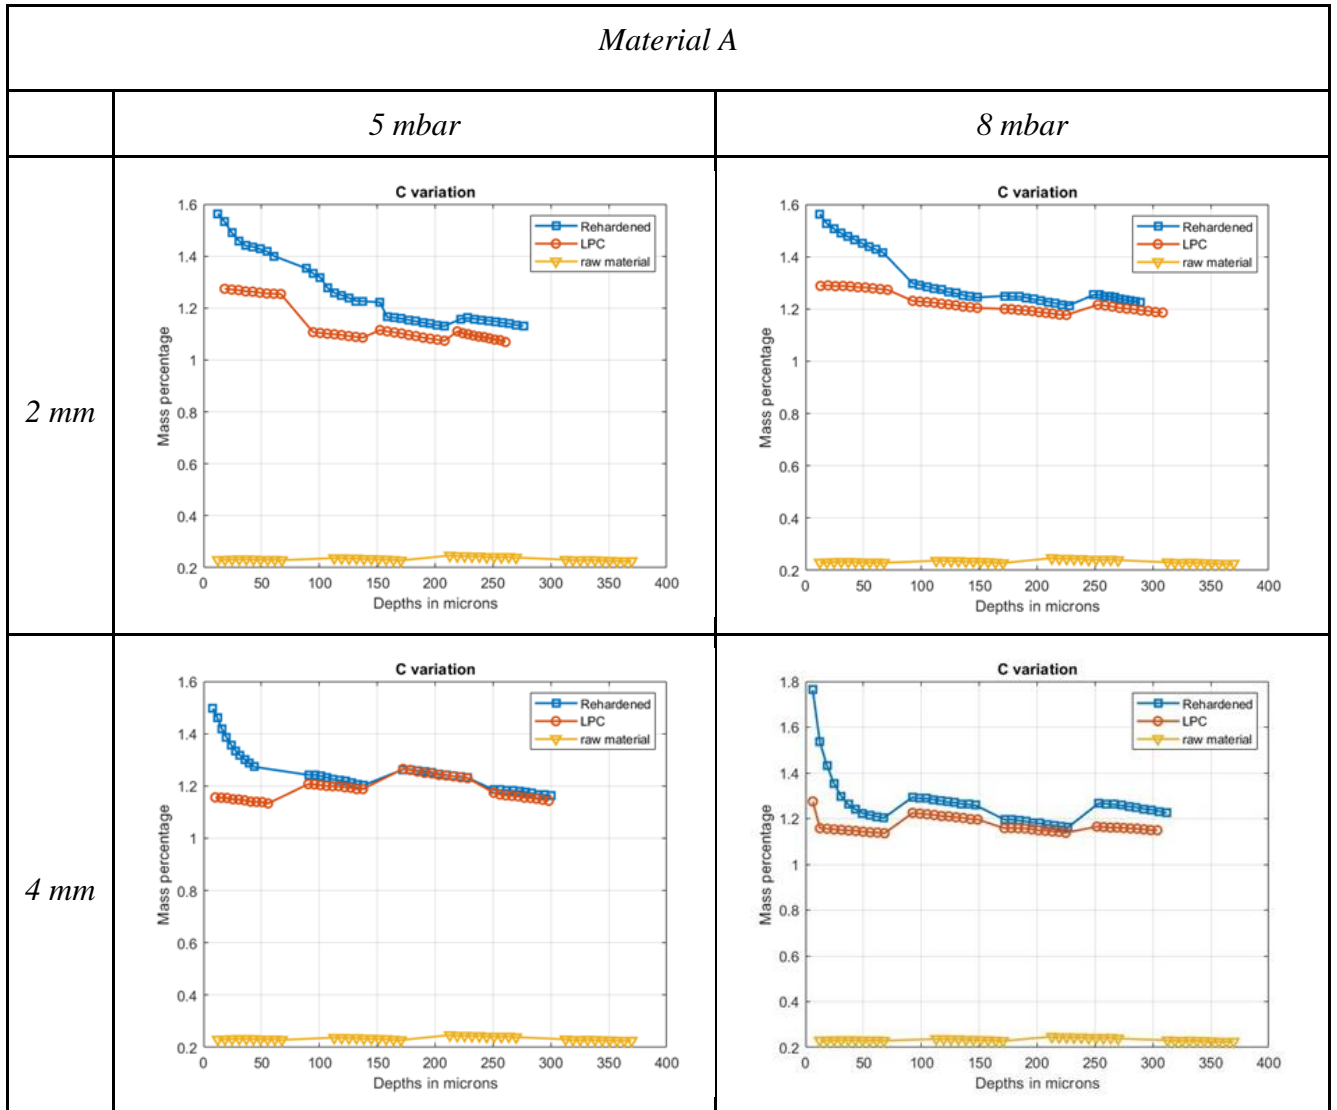 Material A
5 mbar
8 mbar
2 mm
C variation
Mass percentage
1.6
1.4
1.2
1
0.8
0.6
0.4
0.2
0 50 100 150 200 250 300 350 400
Depths in microns
Rehardened
LPC
raw material
C variation
Mass percentage
1.6
1.4
1.2
1
0.8
0.6
0.4
0.2
0 50 100 150 200 250 300 350 400
Depths in microns
Rehardened
LPC
raw material
4 mm
C variation
Mass percentage
1.6
1.4
1.2
1
0.8
0.6
0.4
0.2
0 50 100 150 200 250 300 350 400
Depths in microns
Rehardened
LPC
raw material
C variation
Mass percentage
1.8
1.6
1.4
1.2
1
0.8
0.6
0.4
0.2
0 50 100 150 200 250 300 350 400
Depths in microns
Rehardened
LPC
raw material